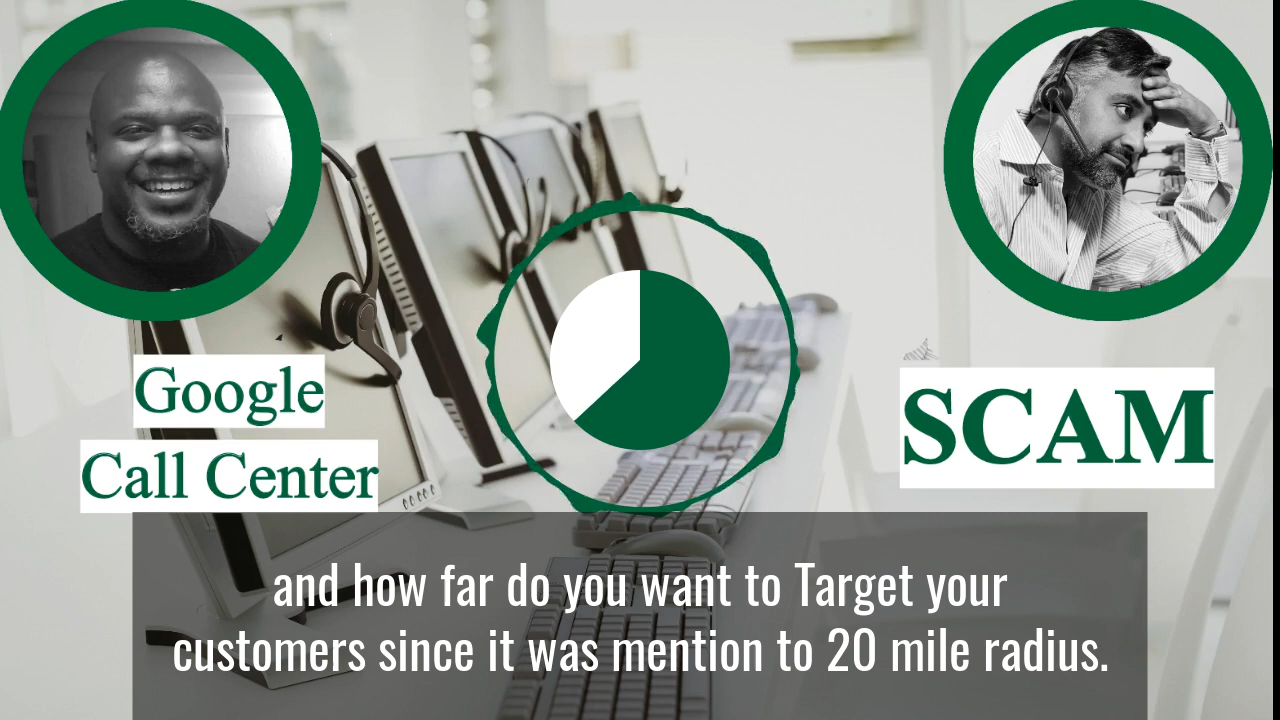 Google
Call Center
SCAM
and how far do you want to Target your
customers since it was mention to 20 mile radius.